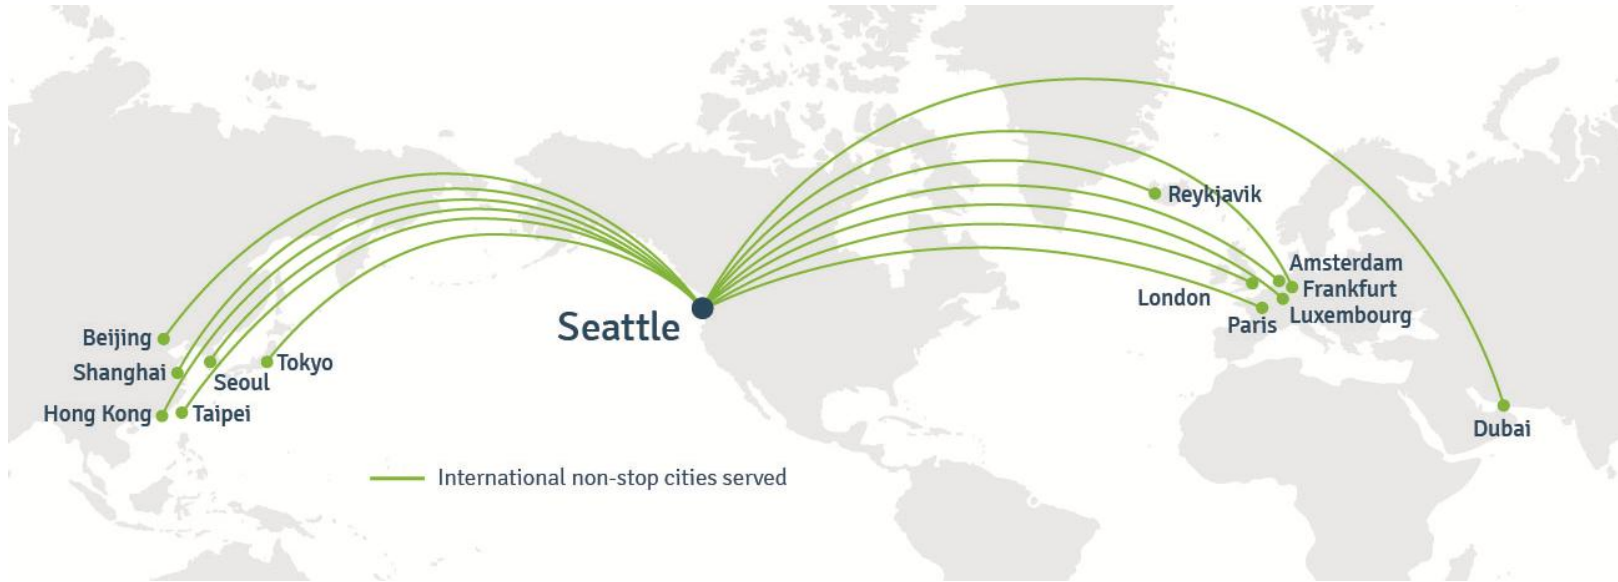 Reykjavik
Amsterdam
Frankfurt
London
Luxembourg
Paris
Seattle
Beijing
Tokyo
Shanghai
Seoul
Hong Kong
Taipei
Dubai
International non-stop cities served